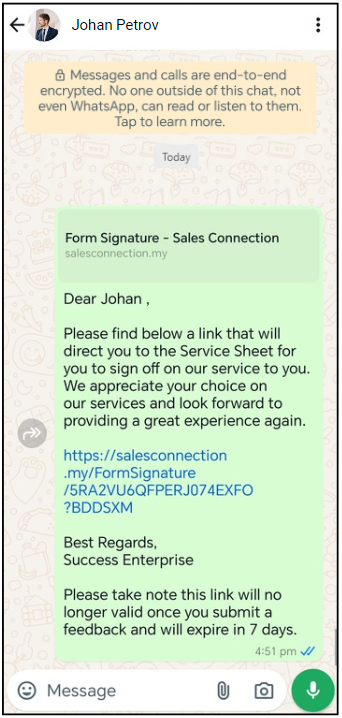 Johan Petrov
Messages and calls are end-to-end
encrypted. No one outside of this chat, not
even WhatsApp, can read or listen to them.
Tap to learn more.
Today
Form Signature - Sales Connection
salesconnection.my
Dear Johan ,
Please find below a link that will
direct you to the Service Sheet for
you to sign off on our service to you.
We appreciate your choice on
our services and look forward to
providing a great experience again.
https://salesconnection
.my/FormSignature
/5RA2VU6QFPERJ074EXFO
?BDDSXM
Best Regards,
Success Enterprise
Please take note this link will no
longer valid once you submit a
feedback and will expire in 7 days.
4:51 pm
Message